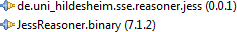 de.uni_hildesheim.sse.reasoner.jess (0.0.1)
JessReasoner.binary (7.1.2)